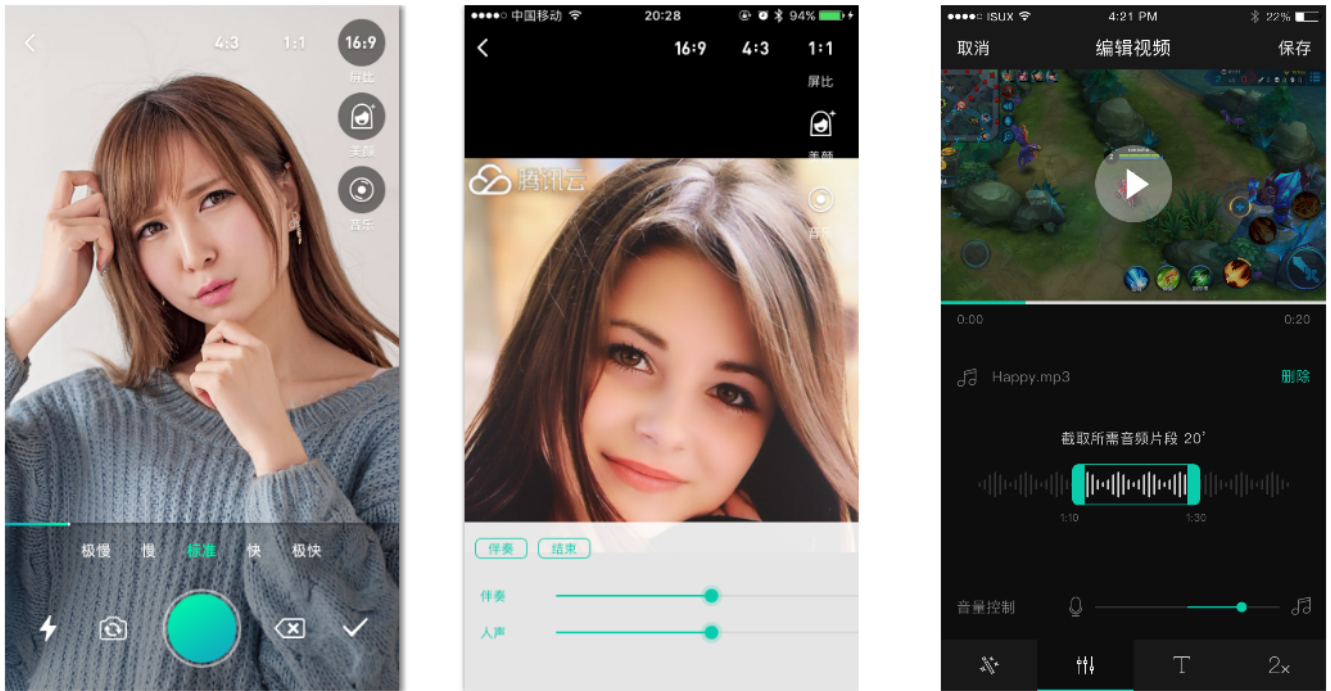 4:3 1:1 16:9
屏比
美颜
音乐
极慢 慢 标准 快 极快
中国移动 20:28 94%
16:9 4:3 1:1
屏比
美颜
腾讯云
音乐
伴奏 结束
伴奏
人声
ISUX 4:21 PM 22%
取消 编辑视频 保存
0:00 0:20
Happy.mp3 删除
截取所需音频片段 20'
1:10 1:30
音量控制
T 2x